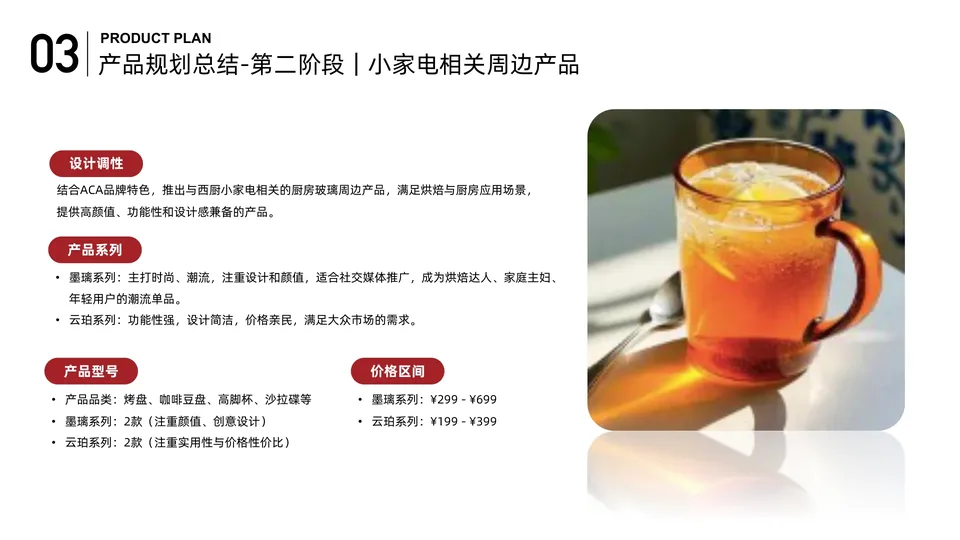 03
PRODUCT PLAN
产品规划总结-第二阶段｜小家电相关周边产品
设计调性
结合ACA品牌特色，推出与西厨小家电相关的厨房玻璃周边产品，满足烘焙与厨房应用场景，
提供高颜值、功能性和设计感兼备的产品。
产品系列
• 墨璃系列：主打时尚、潮流，注重设计和颜值，适合社交媒体推广，成为烘焙达人、家庭主妇、
年轻用户的潮流单品。
• 云珀系列：功能性强，设计简洁，价格亲民，满足大众市场的需求。
产品型号
• 产品品类：烤盘、咖啡豆盘、高脚杯、沙拉碟等
• 墨璃系列：2款（注重颜值、创意设计）
• 云珀系列：2款（注重实用性与价格性价比）
价格区间
• 墨璃系列：¥299 - ¥699
• 云珀系列：¥199 - ¥399